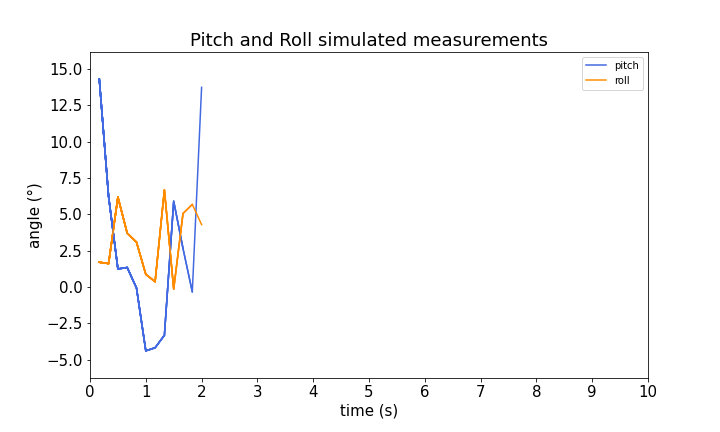 Pitch and Roll simulated measurements
pitch
roll
15.0
12.5
10.0
7.5
5.0
2.5
0.0
−2.5
−5.0
angle (°)
0 1 2 3 4 5 6 7 8 9 10
time (s)